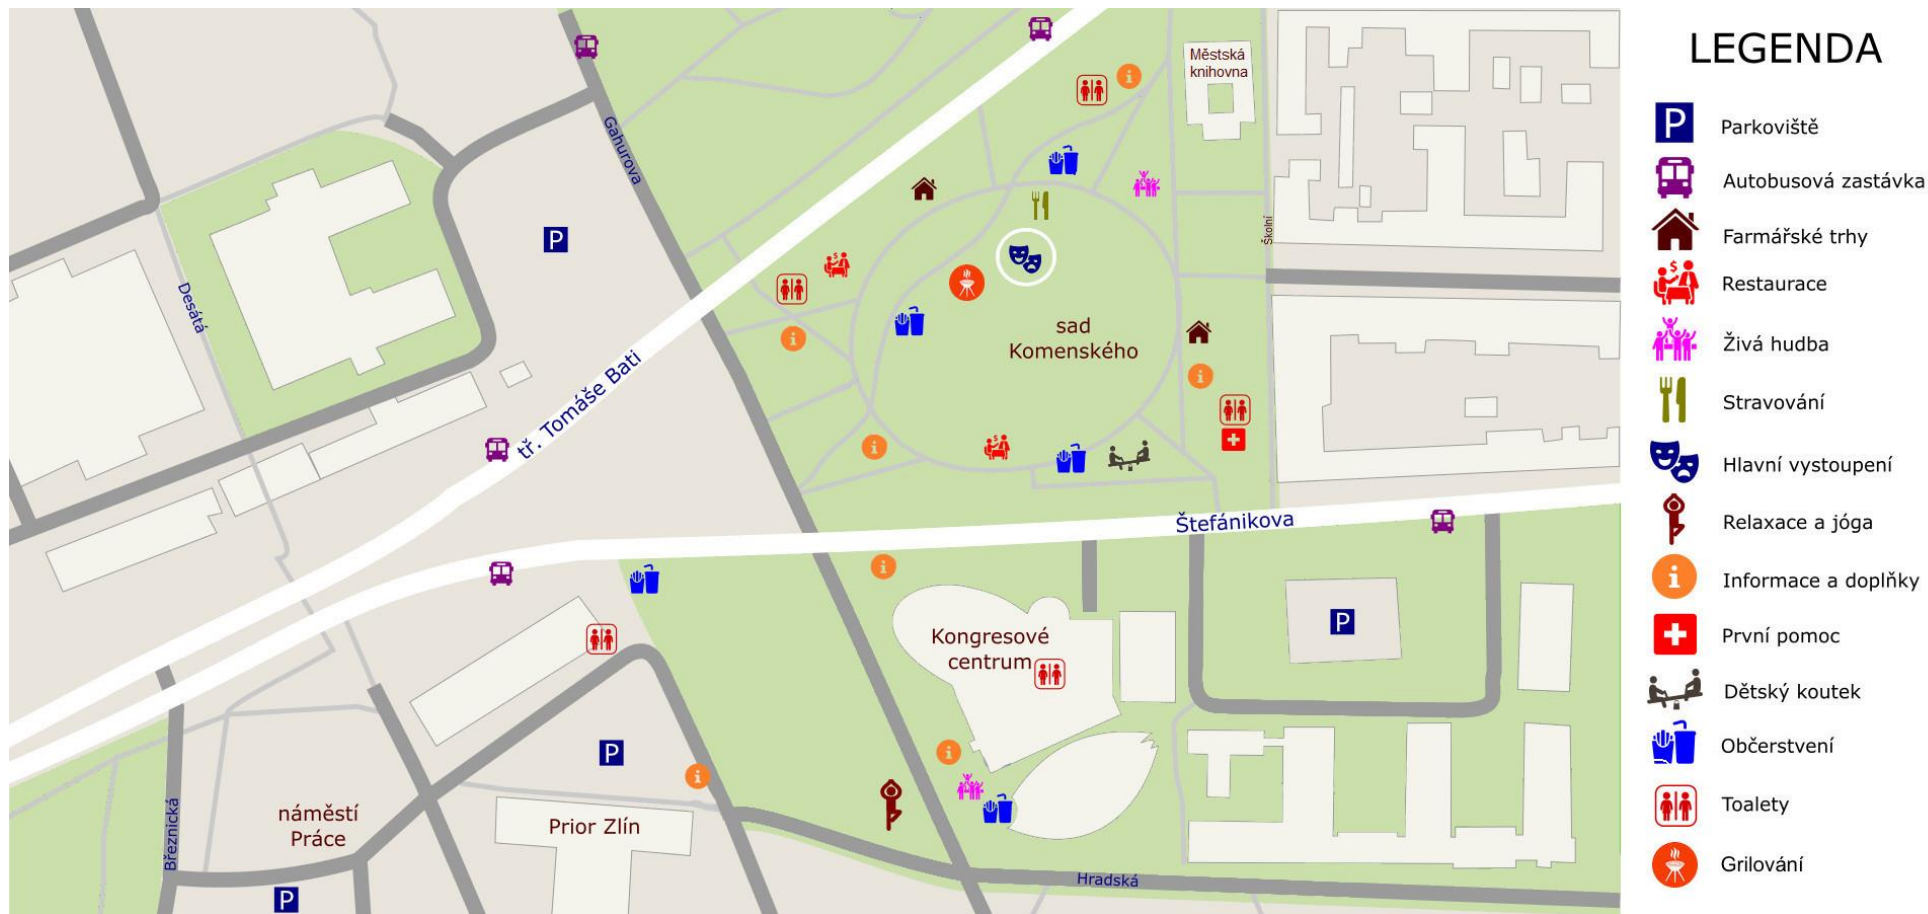 Městská
knihovna
Gahurova
Školní
Desátá
tř. Tomáše Bati
sad
Komenského
Štefánikova
Kongresové
centrum
náměstí
Práce
Březnická
Prior Zlín
Hradská
P
P
P
P
LEGENDA
P Parkoviště
Autobusová zastávka
Farmářské trhy
Restaurace
Živá hudba
Stravování
Hlavní vystoupení
Relaxace a jóga
i Informace a doplňky
První pomoc
Dětský koutek
Občerstvení
Toalety
Grilování